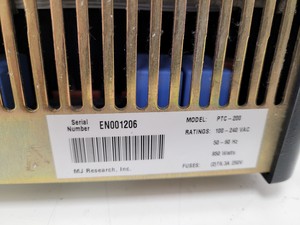 Serial Number EN001206
MODEL: PTC-200
RATINGS: 100-240 VAC
50-60 Hz
850 Watts
FUSES: 250V
MJ Research, Inc.